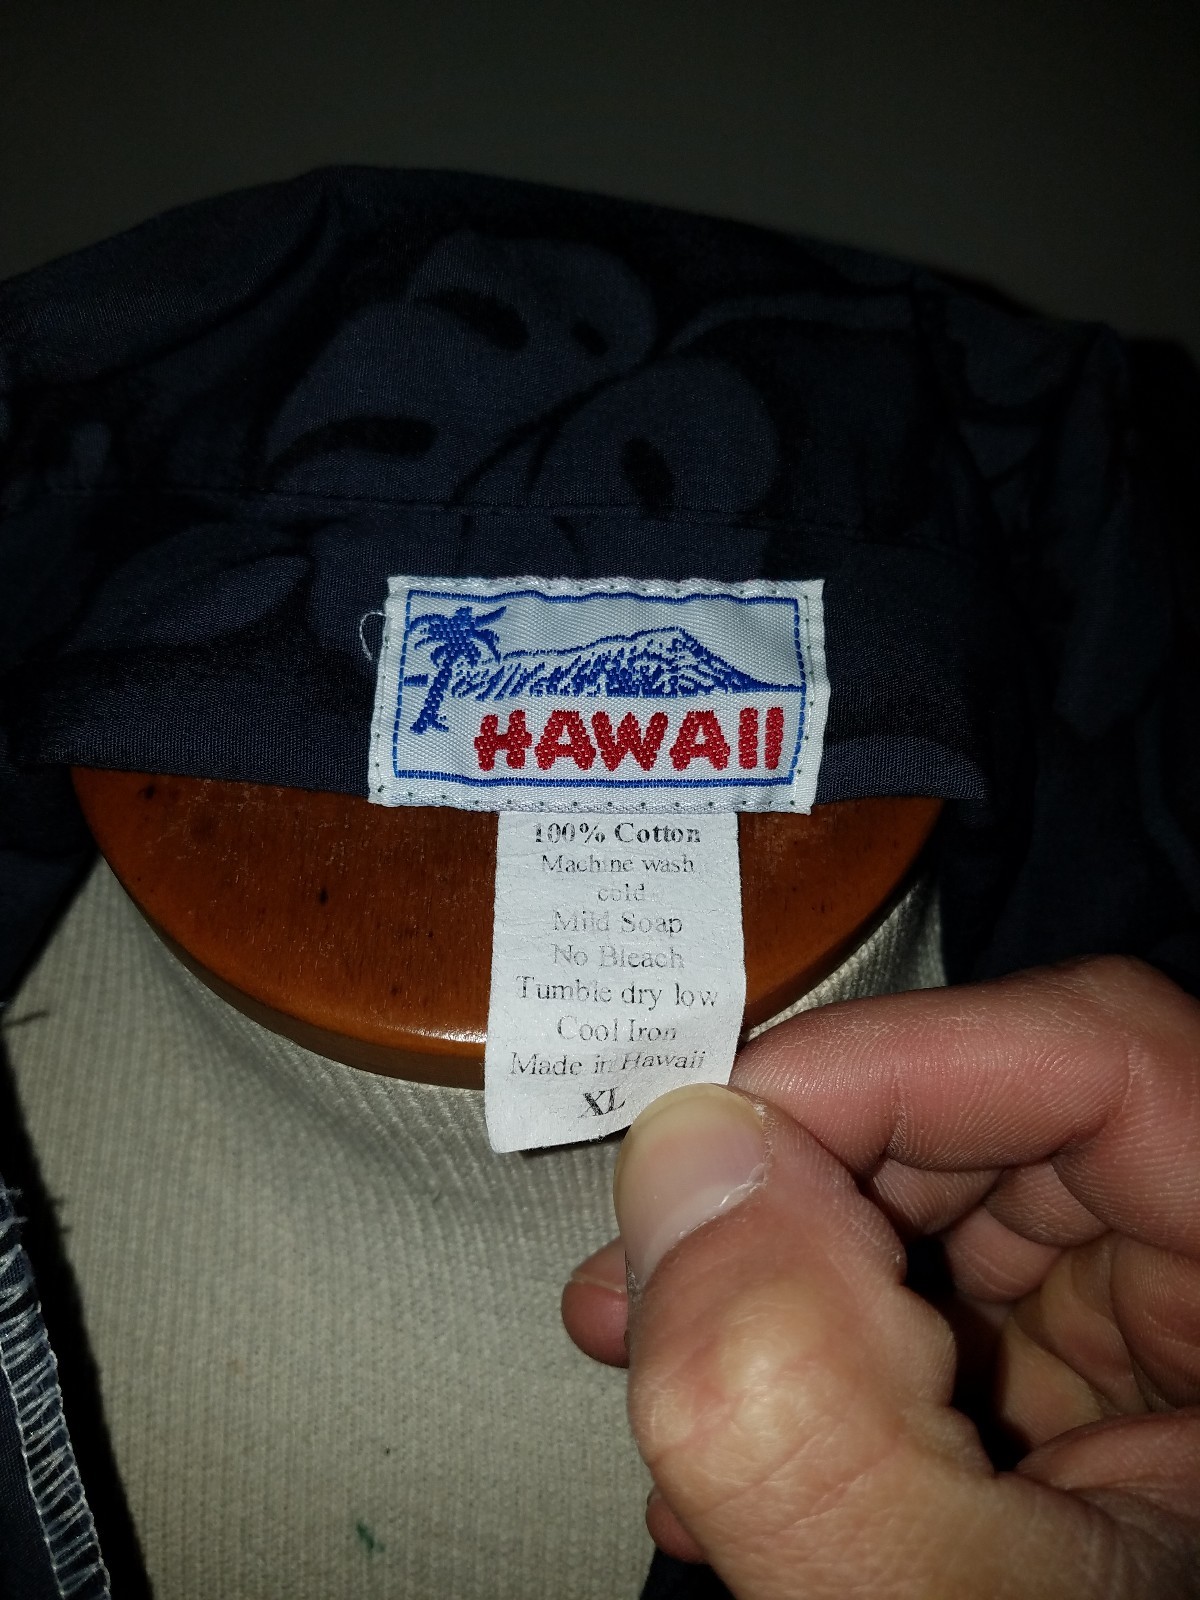 HAWAII
100% Cotton
Machine wash
cold
Mild Soap
No Bleach
Tumble dry low
Cool Iron
Made in Hawaii
XL